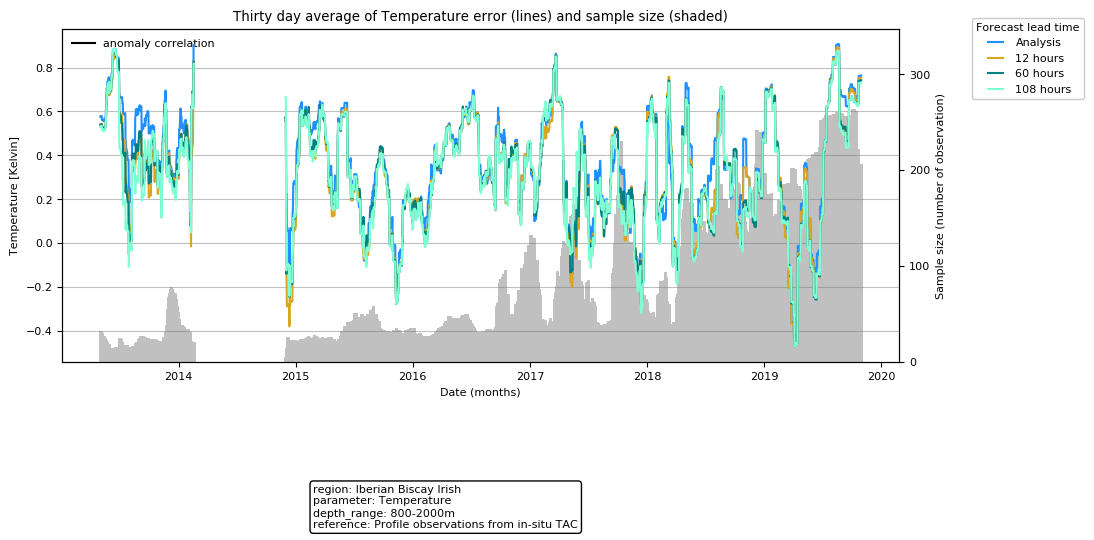 Thirty day average of Temperature error (lines) and sample size (shaded)
Forecast lead time
Analysis
12 hours
60 hours
108 hours
anomaly correlation
Temperature [Kelvin]
0.8
0.6
0.4
0.2
0.0
−0.2
−0.4
300
200
100
0
Sample size (number of observation)
2014 2015 2016 2017 2018 2019 2020
Date (months)
region: Iberian Biscay Irish
parameter: Temperature
depth_range: 800-2000m
reference: Profile observations from in-situ TAC